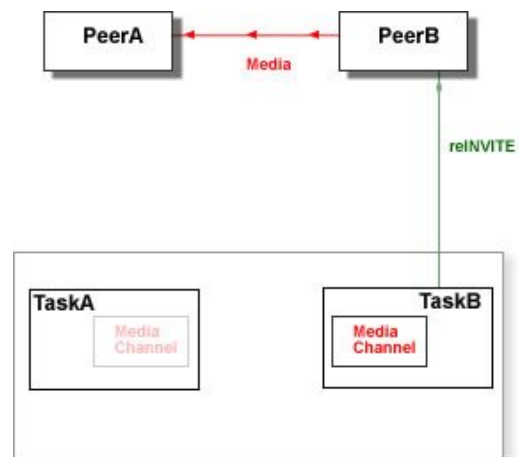 PeerA
PeerB
Media
reINVITE
TaskA
TaskB
Media
Channel
Media
Channel